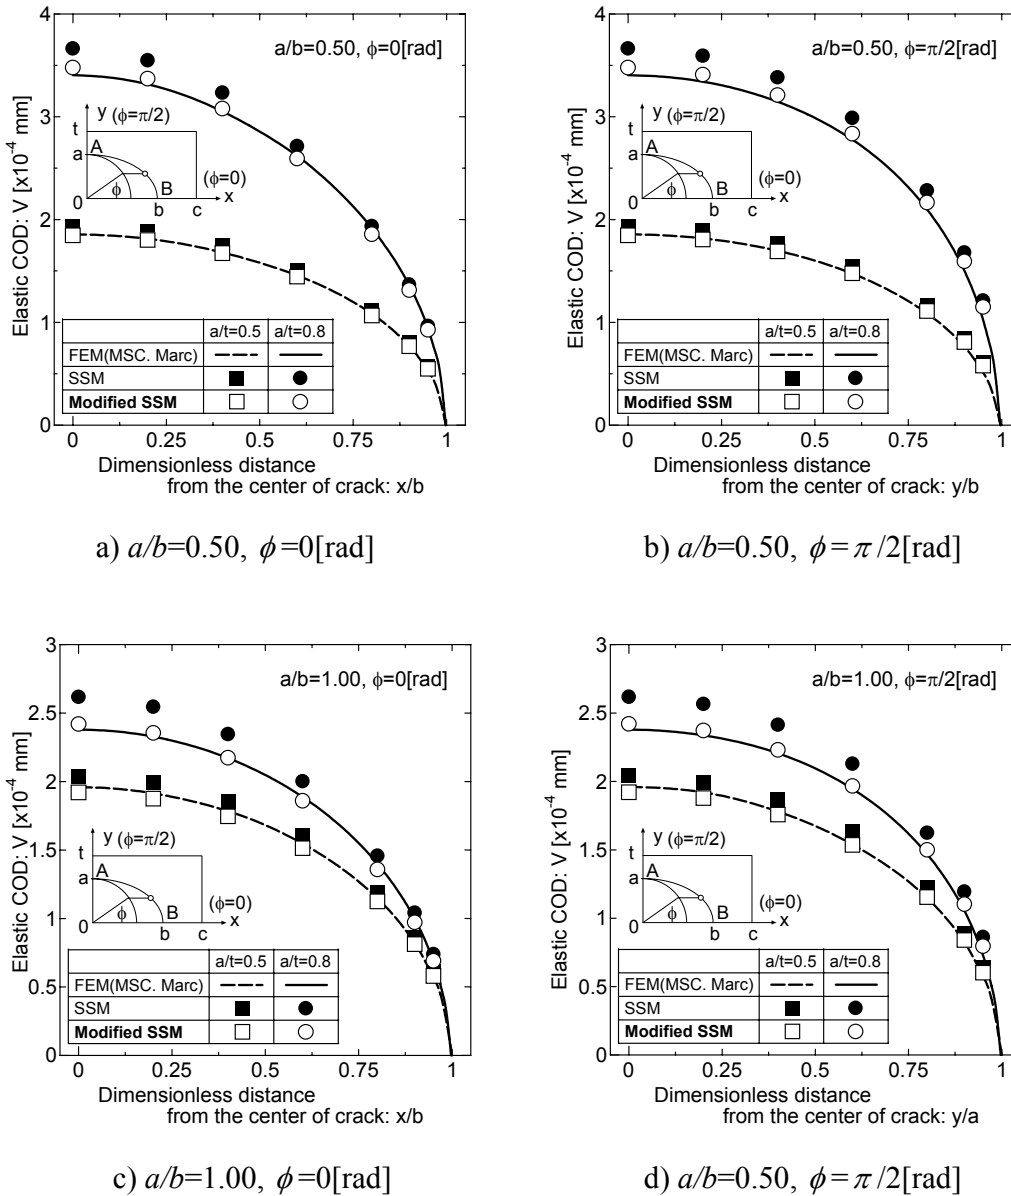 a/b=0.50, ϕ=0[rad]
Elastic COD: V [x10⁻⁴ mm]
4
3
2
1
0
y (ϕ=π/2)
t
A
a
(ϕ=0)
ϕ
B
0
b
c
x
a/t=0.5 a/t=0.8
FEM(MSC. Marc)
SSM
Modified SSM
0 0.25 0.5 0.75 1
Dimensionless distance
from the center of crack: x/b
a) a/b=0.50, ϕ=0[rad]
a/b=0.50, ϕ=π/2[rad]
Elastic COD: V [x10⁻⁴ mm]
4
3
2
1
0
y (ϕ=π/2)
t
A
a
(ϕ=0)
ϕ
B
0
b
c
x
a/t=0.5 a/t=0.8
FEM(MSC. Marc)
SSM
Modified SSM
0 0.25 0.5 0.75 1
Dimensionless distance
from the center of crack: y/b
b) a/b=0.50, ϕ=π/2[rad]
a/b=1.00, ϕ=0[rad]
Elastic COD: V [x10⁻⁴ mm]
3
2.5
2
1.5
1
0.5
0
y (ϕ=π/2)
t
A
a
(ϕ=0)
ϕ
B
0
b
c
x
a/t=0.5 a/t=0.8
FEM(MSC. Marc)
SSM
Modified SSM
0 0.25 0.5 0.75 1
Dimensionless distance
from the center of crack: x/b
c) a/b=1.00, ϕ=0[rad]
a/b=1.00, ϕ=π/2[rad]
Elastic COD: V [x10⁻⁴ mm]
3
2.5
2
1.5
1
0.5
0
y (ϕ=π/2)
t
A
a
(ϕ=0)
ϕ
B
0
b
c
x
a/t=0.5 a/t=0.8
FEM(MSC. Marc)
SSM
Modified SSM
0 0.25 0.5 0.75 1
Dimensionless distance
from the center of crack: y/a
d) a/b=0.50, ϕ=π/2[rad]